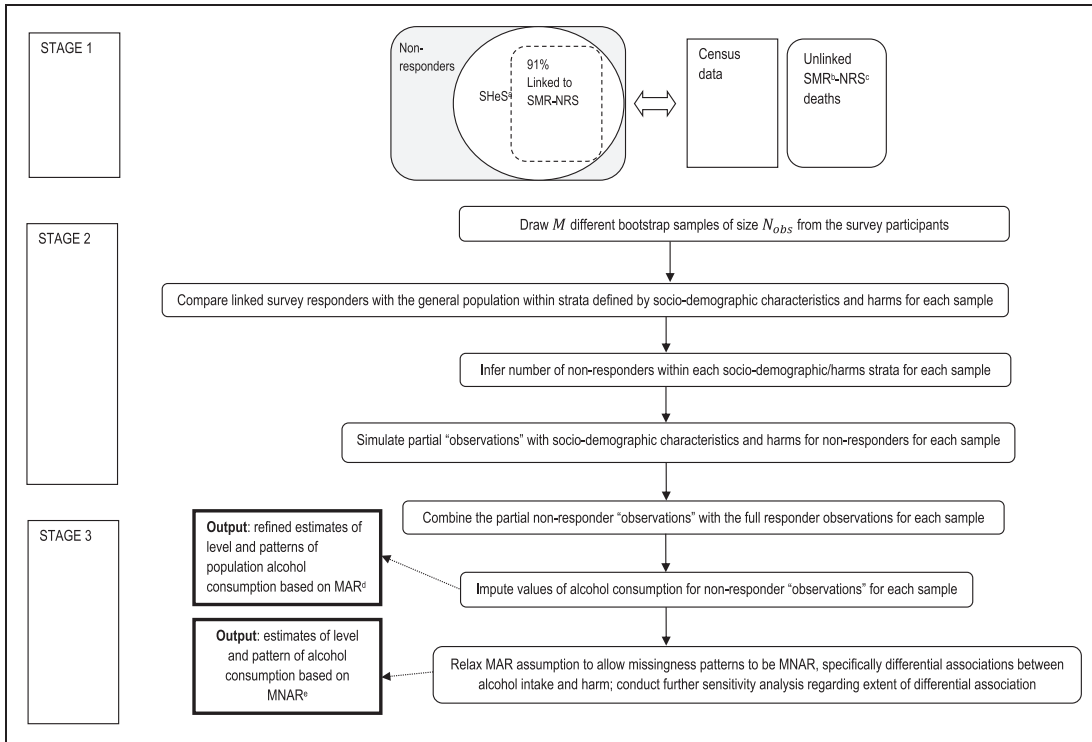 STAGE 1
Non-
responders
SHeSᵃ
91%
Linked to
SMR-NRS
Census
data
Unlinked
SMRᵇ-NRSᶜ
deaths
STAGE 2
Draw M different bootstrap samples of size N_obs from the survey participants
Compare linked survey responders with the general population within strata defined by socio-demographic characteristics and harms for each sample
Infer number of non-responders within each socio-demographic/harms strata for each sample
Simulate partial “observations” with socio-demographic characteristics and harms for non-responders for each sample
STAGE 3
Combine the partial non-responder “observations” with the full responder observations for each sample
Output: refined estimates of
level and patterns of
population alcohol
consumption based on MARᵈ
Impute values of alcohol consumption for non-responder “observations” for each sample
Output: estimates of level
and pattern of alcohol
consumption based on
MNARᵉ
Relax MAR assumption to allow missingness patterns to be MNAR, specifically differential associations between
alcohol intake and harm; conduct further sensitivity analysis regarding extent of differential association